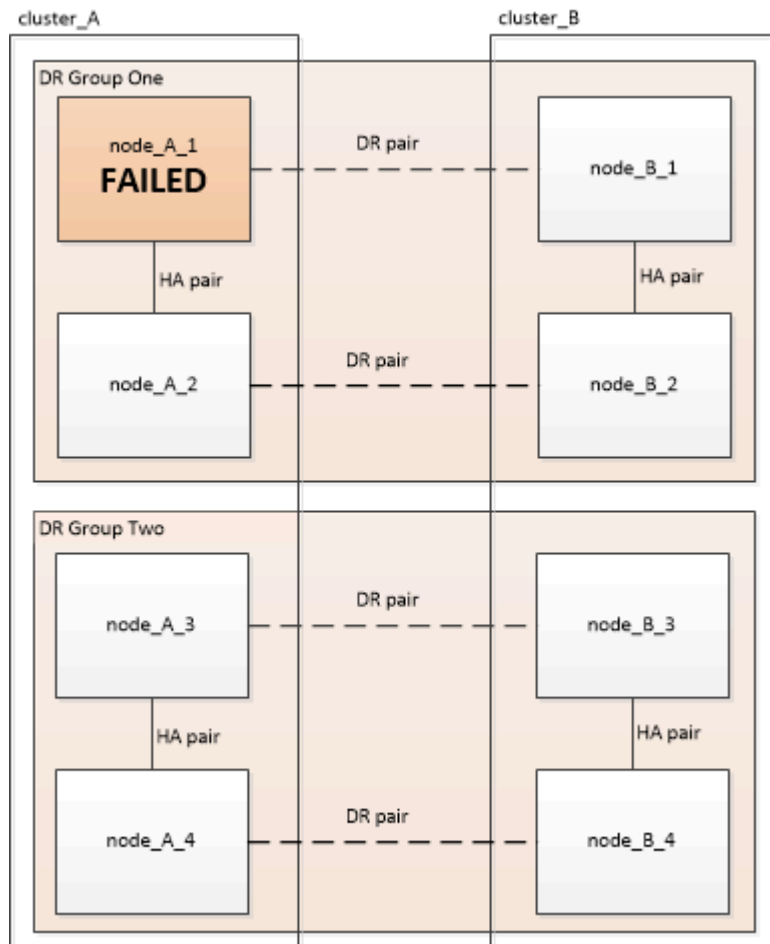 cluster_A
cluster_B
DR Group One
node_A_1
FAILED
DR pair
node_B_1
HA pair
HA pair
node_A_2
DR pair
node_B_2
DR Group Two
node_A_3
DR pair
node_B_3
HA pair
HA pair
node_A_4
DR pair
node_B_4